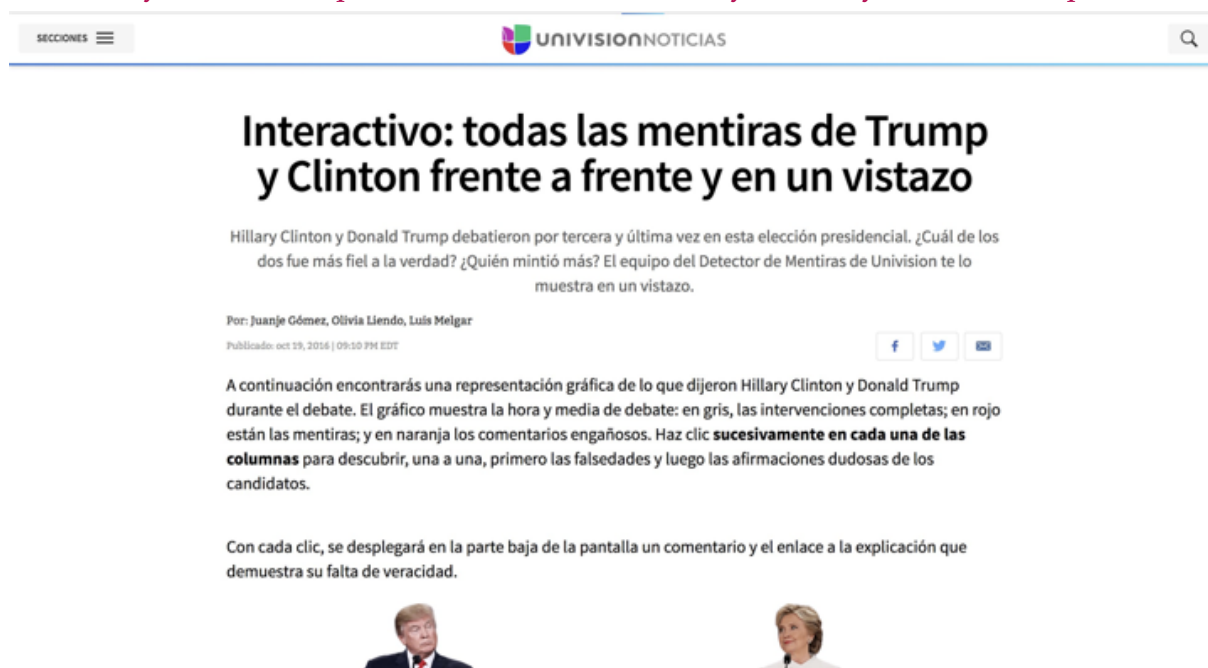 SECCIONES
UNIVISION NOTICIAS
Interactivo: todas las mentiras de Trump
y Clinton frente a frente y en un vistazo
Hillary Clinton y Donald Trump debatieron por tercera y última vez en esta elección presidencial. ¿Cuál de los
dos fue más fiel a la verdad? ¿Quién mintió más? El equipo del Detector de Mentiras de Univision te lo
muestra en un vistazo.
Por: Juanje Gómez, Olivia Liendo, Luis Melgar
Publicado: oct 19, 2016 | 09:10 PM EDT
A continuación encontrarás una representación gráfica de lo que dijeron Hillary Clinton y Donald Trump
durante el debate. El gráfico muestra la hora y media de debate: en gris, las intervenciones completas; en rojo
están las mentiras; y en naranja los comentarios engañosos. Haz clic sucesivamente en cada una de las
columnas para descubrir, una a una, primero las falsedades y luego las afirmaciones dudosas de los
candidatos.
Con cada clic, se desplegará en la parte baja de la pantalla un comentario y el enlace a la explicación que
demuestra su falta de veracidad.